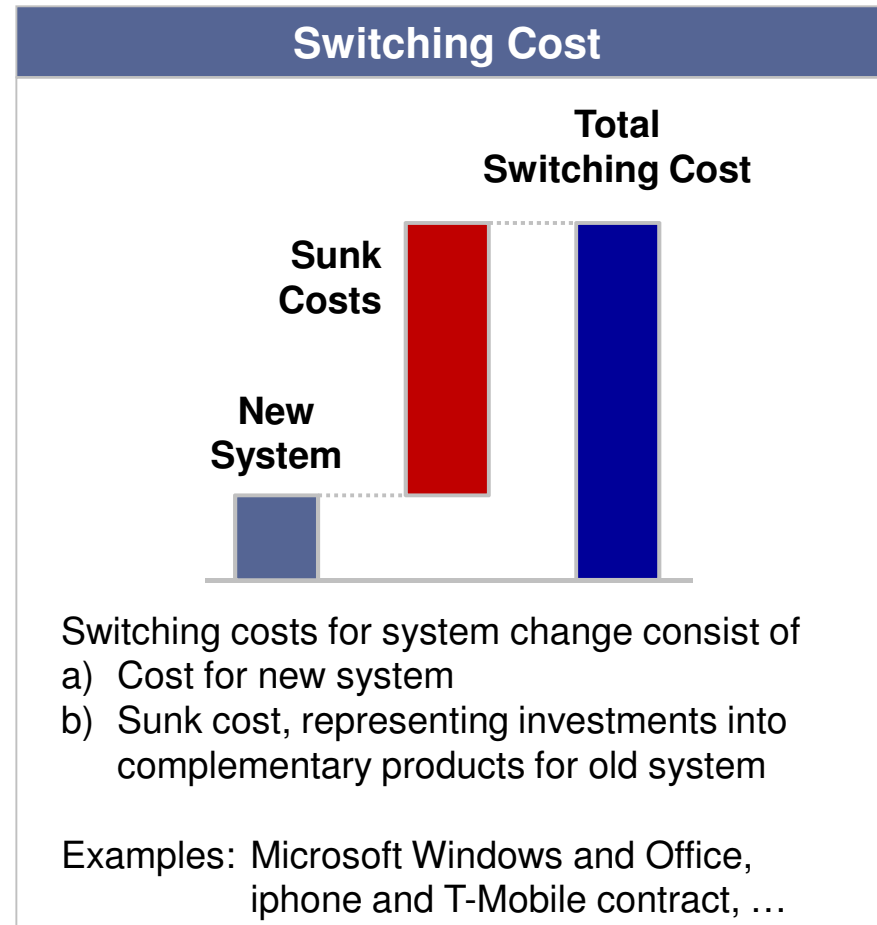 Switching Cost
Total
Switching Cost
Sunk
Costs
New
System
Switching costs for system change consist of
a) Cost for new system
b) Sunk cost, representing investments into
complementary products for old system
Examples: Microsoft Windows and Office,
iphone and T-Mobile contract, …